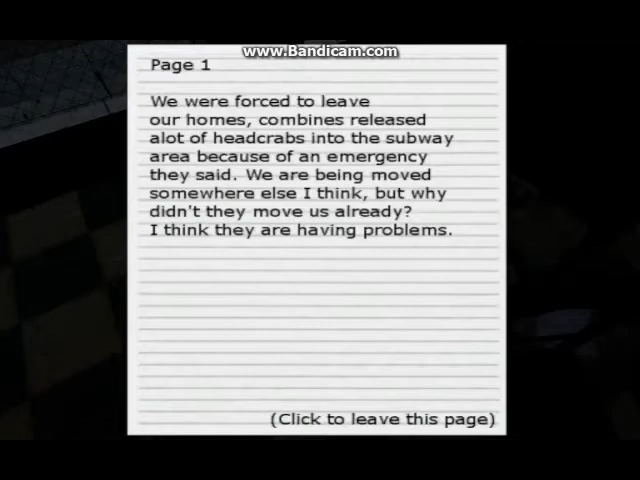 www.Bandicam.com
Page 1
We were forced to leave
our homes, combines released
alot of headcrabs into the subway
area because of an emergency
they said. We are being moved
somewhere else I think, but why
didn't they move us already?
I think they are having problems.
(Click to leave this page)